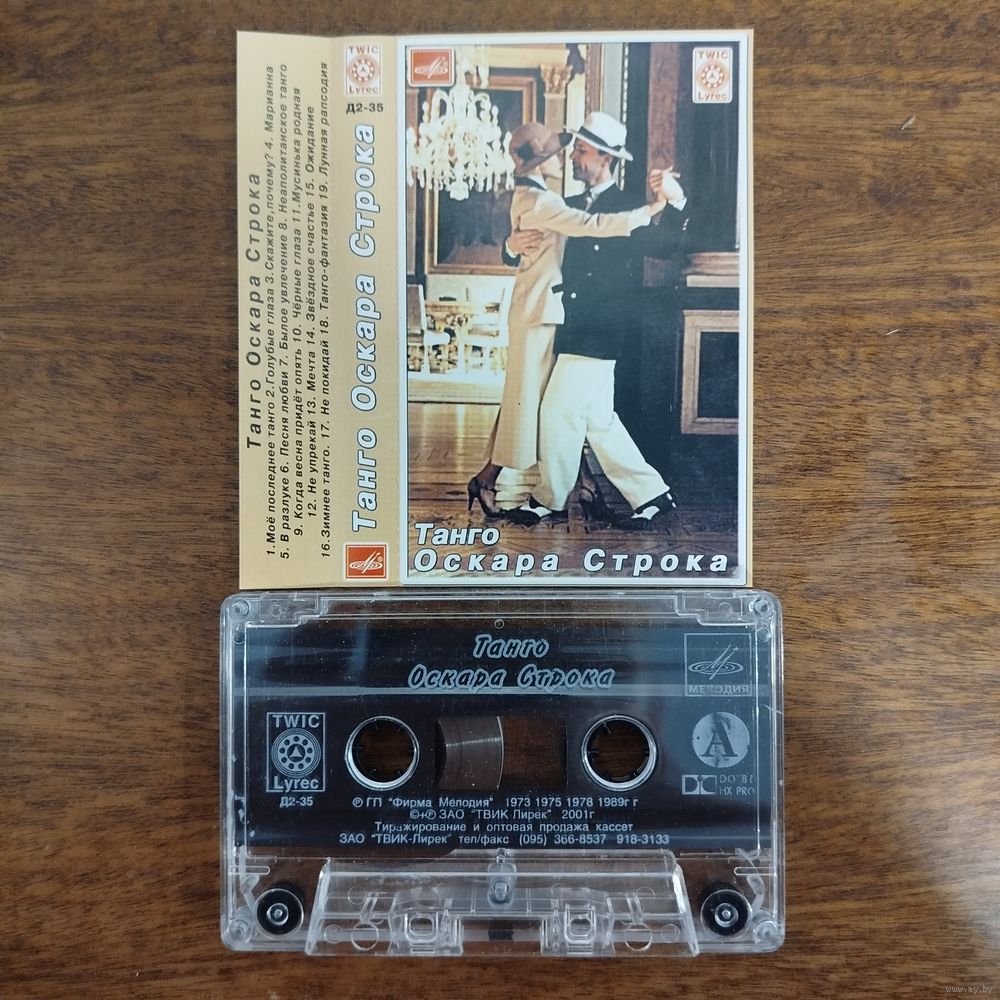 Танго Оскара Строка
1.Моё последнее танго 2.Голубые глаза 3.Скажите,почему? 4. Марианна
5. В разлуке 6. Песня любви 7. Былое увлечение 8. Неаполитанское танго
9. Когда весна придёт опять 10. Чёрные глаза 11.Мусинька родная
12. Не упрекай 13. Мечта 14. Звёздное счастье 15. Ожидание
16.Зимнее танго. 17. Не покидай 18. Танго-фантазия 19. Лунная рапсодия
Танго Оскара Строка
TWIC
Lyrec
Д2-35
TWIC
Lyrec
Танго
Оскара Строка
Танго
Оскара Строка
МЕЛОДИЯ
TWIC
Lyrec
Д2-35
A
HX PRO
℗ ГП "Фирма Мелодия" 1973 1975 1978 1989г г
©+℗ ЗАО "ТВИК Лирек" 2001г
Тиражирование и оптовая продажа кассет
ЗАО "ТВИК-Лирек" тел/факс (095) 366-8537 918-3133
www.ay.by